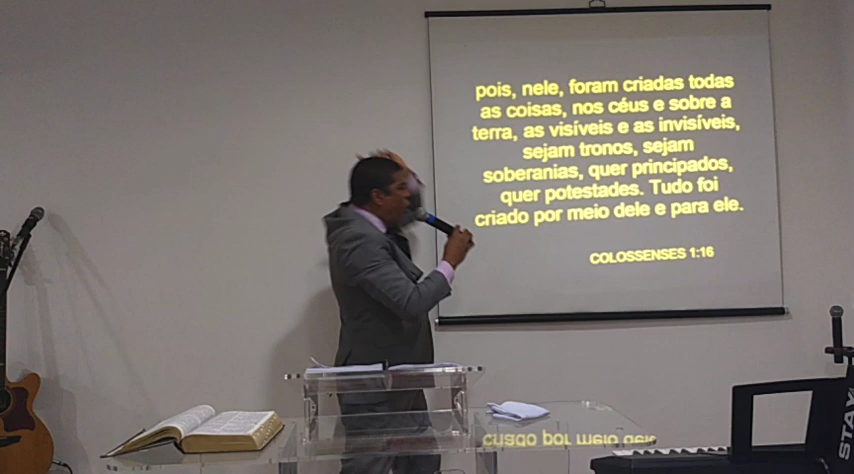 pois, nele, foram criadas todas
as coisas, nos céus e sobre a
terra, as visíveis e as invisíveis,
sejam tronos, sejam
soberanias, quer principados,
quer potestades. Tudo foi
criado por meio dele e para ele.
COLOSSENSES 1:16
STAY